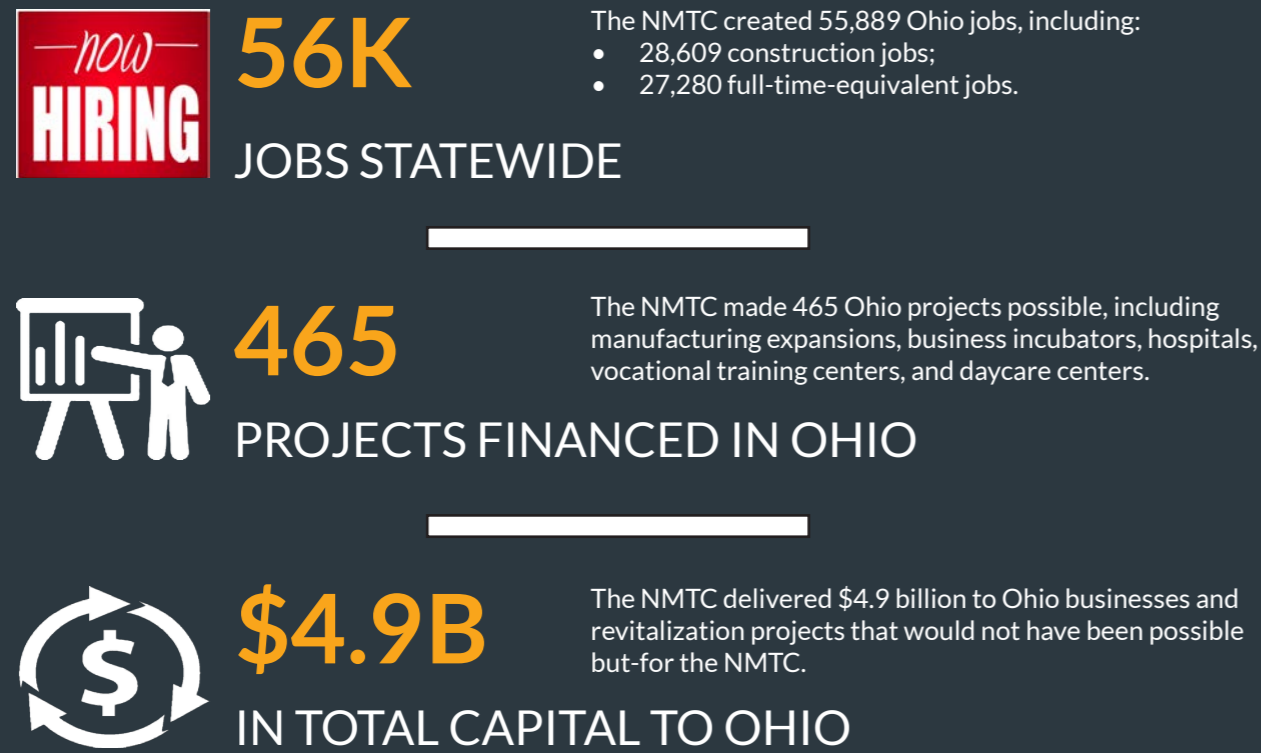 now
HIRING
56K
JOBS STATEWIDE
The NMTC created 55,889 Ohio jobs, including:
• 28,609 construction jobs;
• 27,280 full-time-equivalent jobs.
465
PROJECTS FINANCED IN OHIO
The NMTC made 465 Ohio projects possible, including
manufacturing expansions, business incubators, hospitals,
vocational training centers, and daycare centers.
$
$4.9B
IN TOTAL CAPITAL TO OHIO
The NMTC delivered $4.9 billion to Ohio businesses and
revitalization projects that would not have been possible
but-for the NMTC.